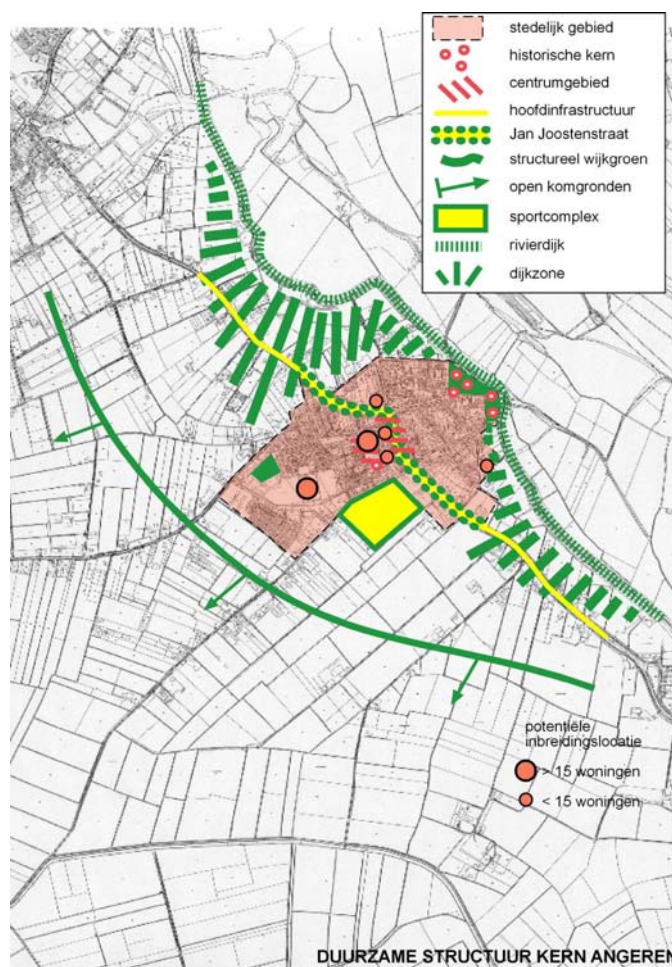 stedelijk gebied
historische kern
centrumgebied
hoofdinfrastructuur
Jan Joostenstraat
structureel wijkgroen
open komgronden
sportcomplex
rivierdijk
dijkzone
potentiële
inbreidingslocatie
> 15 woningen
< 15 woningen
DUURZAME STRUCTUUR KERN ANGEREN